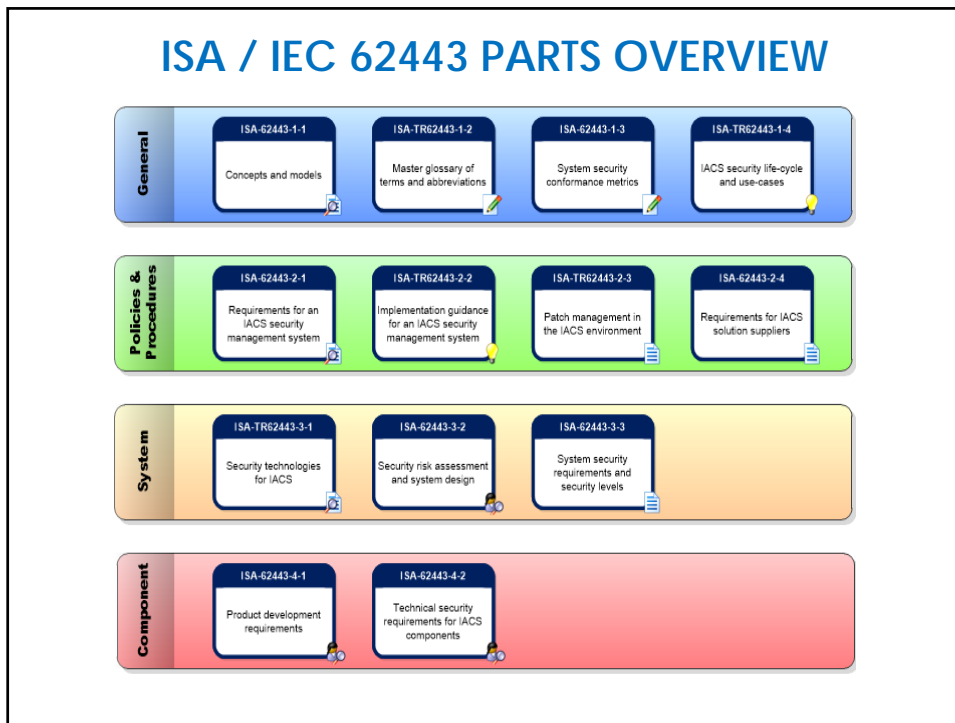 ISA / IEC 62443 PARTS OVERVIEW
General
ISA-62443-1-1
Concepts and models
ISA-TR62443-1-2
Master glossary of
terms and abbreviations
ISA-62443-1-3
System security
conformance metrics
ISA-TR62443-1-4
IACS security life-cycle
and use-cases
Policies &
Procedures
ISA-62443-2-1
Requirements for an
IACS security
management system
ISA-TR62443-2-2
Implementation guidance
for an IACS security
management system
ISA-TR62443-2-3
Patch management in
the IACS environment
ISA-62443-2-4
Requirements for IACS
solution suppliers
System
ISA-TR62443-3-1
Security technologies
for IACS
ISA-62443-3-2
Security risk assessment
and system design
ISA-62443-3-3
System security
requirements and
security levels
Component
ISA-62443-4-1
Product development
requirements
ISA-62443-4-2
Technical security
requirements for IACS
components